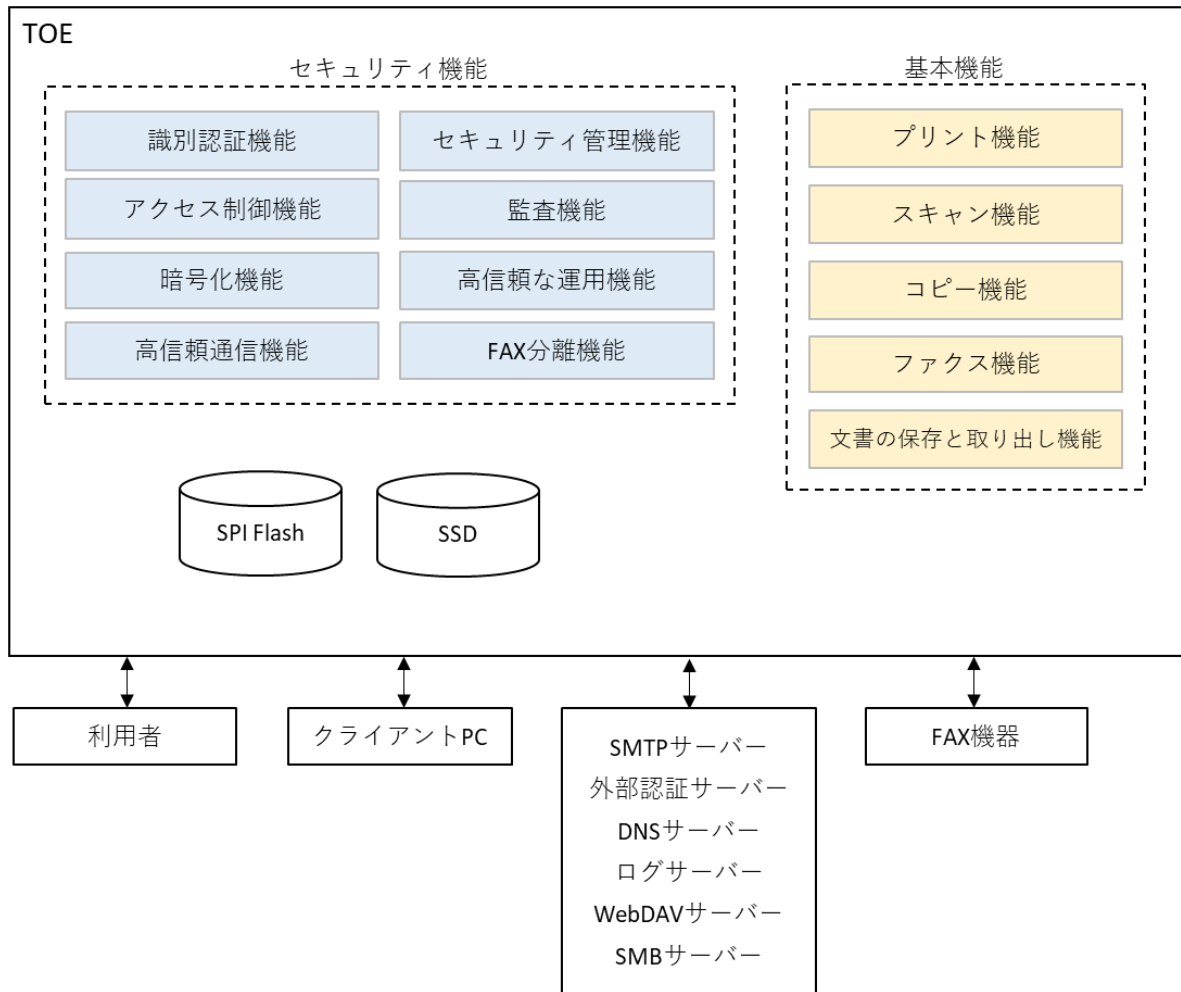 TOE
セキュリティ機能
基本機能
識別認証機能
セキュリティ管理機能
アクセス制御機能
監査機能
暗号化機能
高信頼な運用機能
高信頼通信機能
FAX分離機能
プリント機能
スキャン機能
コピー機能
ファクス機能
文書の保存と取り出し機能
SPI Flash
SSD
利用者
クライアントPC
SMTPサーバー
外部認証サーバー
DNSサーバー
ログサーバー
WebDAVサーバー
SMBサーバー
FAX機器